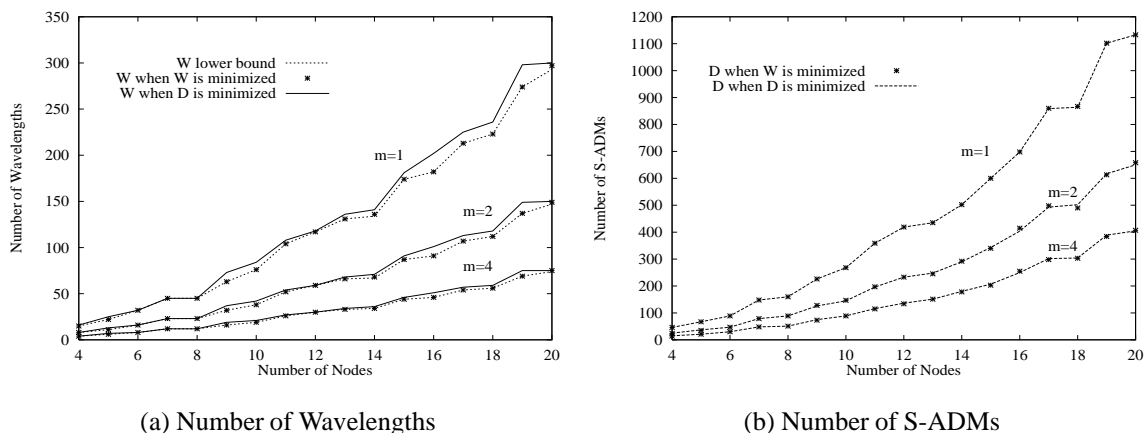 350
300
250
200
150
100
50
0
Number of Wavelengths
W lower bound
W when W is minimized
W when D is minimized
m=1
m=2
m=4
4 6 8 10 12 14 16 18 20
Number of Nodes
(a) Number of Wavelengths
1200
1100
1000
900
800
700
600
500
400
300
200
100
0
Number of S-ADMs
D when W is minimized
D when D is minimized
m=1
m=2
m=4
4 6 8 10 12 14 16 18 20
Number of Nodes
(b) Number of S-ADMs